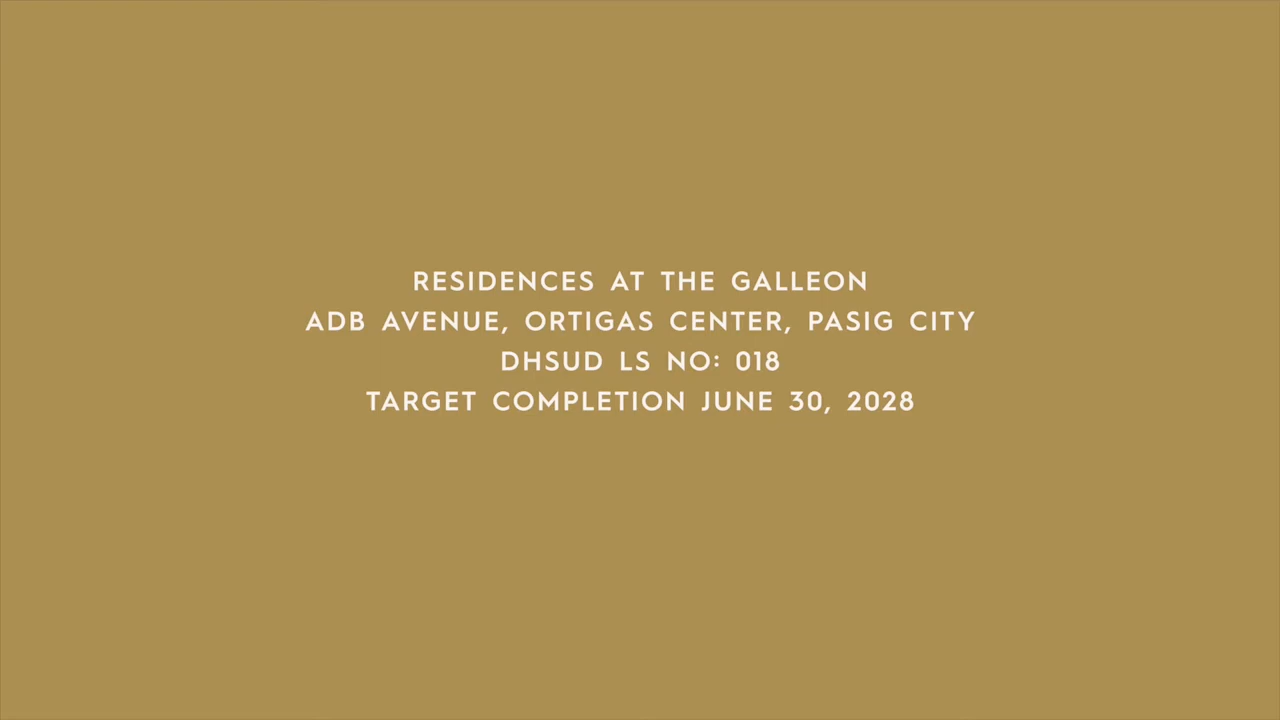 RESIDENCES AT THE GALLEON
ADB AVENUE, ORTIGAS CENTER, PASIG CITY
DHSUD LS NO: 018
TARGET COMPLETION JUNE 30, 2028